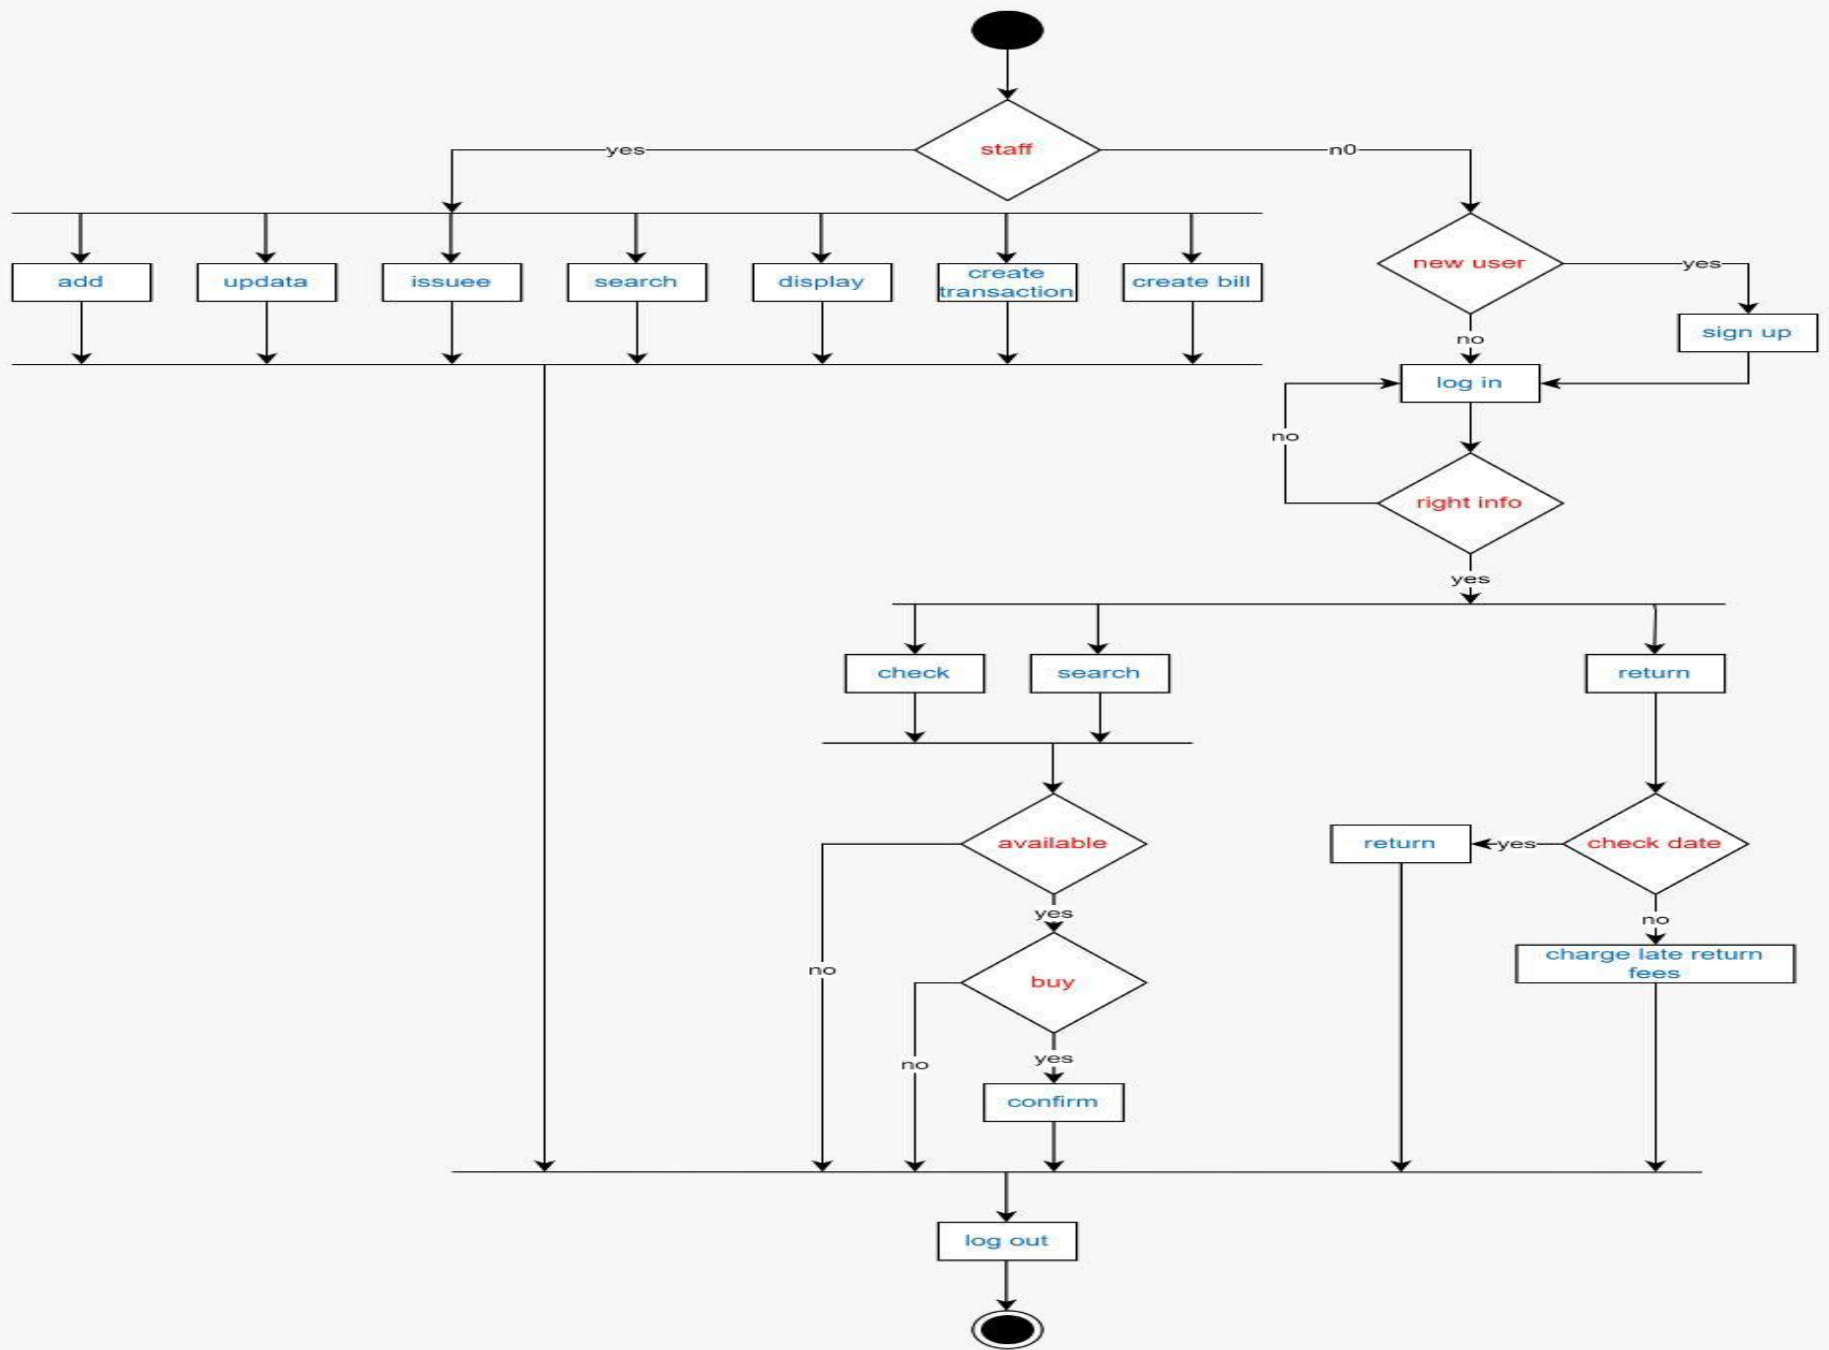 staff
yes
n0
add
updata
issuee
search
display
create
transaction
create bill
new user
yes
sign up
no
log in
no
right info
yes
check
search
return
available
return
yes
check date
yes
no
charge late return
fees
no
buy
no
yes
confirm
log out